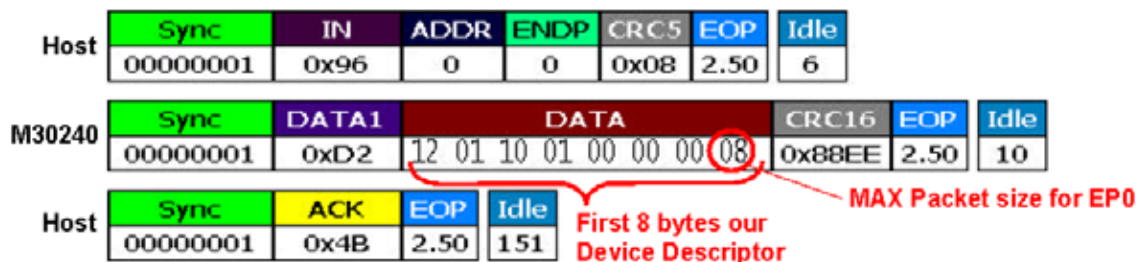 Host Sync IN ADDR ENDP CRC5 EOP Idle
00000001 0x96 0 0 0x08 2.50 6
M30240 Sync DATA1 DATA CRC16 EOP Idle
00000001 0xD2 12 01 10 01 00 00 00 08 0x88EE 2.50 10
MAX Packet size for EP0
Host Sync ACK EOP Idle
00000001 0x4B 2.50 151
First 8 bytes our
Device Descriptor